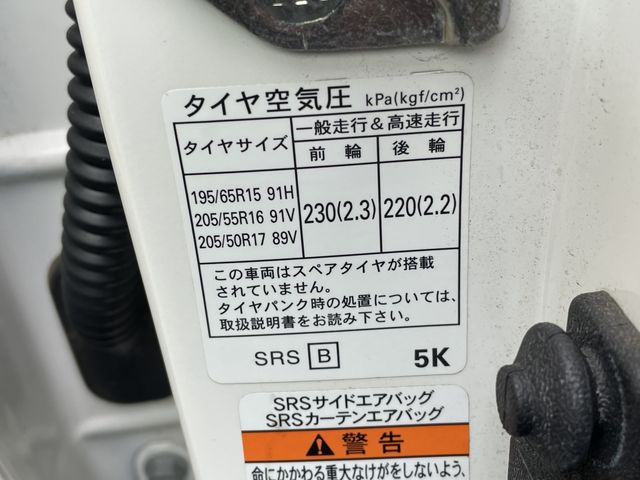 タイヤ空気圧 kPa(kgf/cm²)
タイヤサイズ 一般走行&高速走行
前輪 後輪
195/65R15 91H
205/55R16 91V 230(2.3) 220(2.2)
205/50R17 89V
この車両はスペアタイヤが搭載
されていません。
タイヤパンク時の処置については、
取扱説明書をお読み下さい。
SRS B 5K
SRSサイドエアバッグ
SRSカーテンエアバッグ
警告
命にかかわる重大なけがをしないよう、